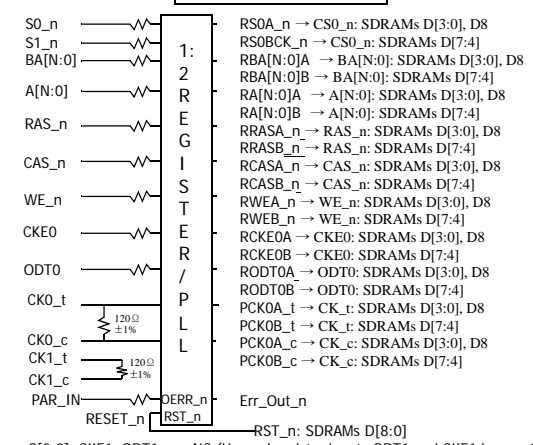 S0_n
S1_n
BA[N:0]
A[N:0]
RAS_n
CAS_n
WE_n
CKE0
ODT0
CK0_t
120Ω
±1%
CK0_c
CK1_t
120Ω
±1%
CK1_c
PAR_IN
RESET_n
1:
2
R
E
G
I
S
T
E
R
/
P
L
L
OERR_n
RST_n
RS0A_n → CS0_n: SDRAMs D[3:0], D8
RS0BCK_n → CS0_n: SDRAMs D[7:4]
RBA[N:0]A → BA[N:0]: SDRAMs D[3:0], D8
RBA[N:0]B → BA[N:0]: SDRAMs D[7:4]
RA[N:0]A → A[N:0]: SDRAMs D[3:0], D8
RA[N:0]B → A[N:0]: SDRAMs D[7:4]
RRASA_n → RAS_n: SDRAMs D[3:0], D8
RRASB_n → RAS_n: SDRAMs D[7:4]
RCASA_n → CAS_n: SDRAMs D[3:0], D8
RCASB_n → CAS_n: SDRAMs D[7:4]
RWEA_n → WE_n: SDRAMs D[3:0], D8
RWEB_n → WE_n: SDRAMs D[7:4]
RCKE0A → CKE0: SDRAMs D[3:0], D8
RCKE0B → CKE0: SDRAMs D[7:4]
RODT0A → ODT0: SDRAMs D[3:0], D8
RODT0B → ODT0: SDRAMs D[7:4]
PCK0A_t → CK_t: SDRAMs D[3:0], D8
PCK0B_t → CK_t: SDRAMs D[7:4]
PCK0A_c → CK_c: SDRAMs D[3:0], D8
PCK0B_c → CK_c: SDRAMs D[7:4]
Err_Out_n
RST_n: SDRAMs D[8:0]